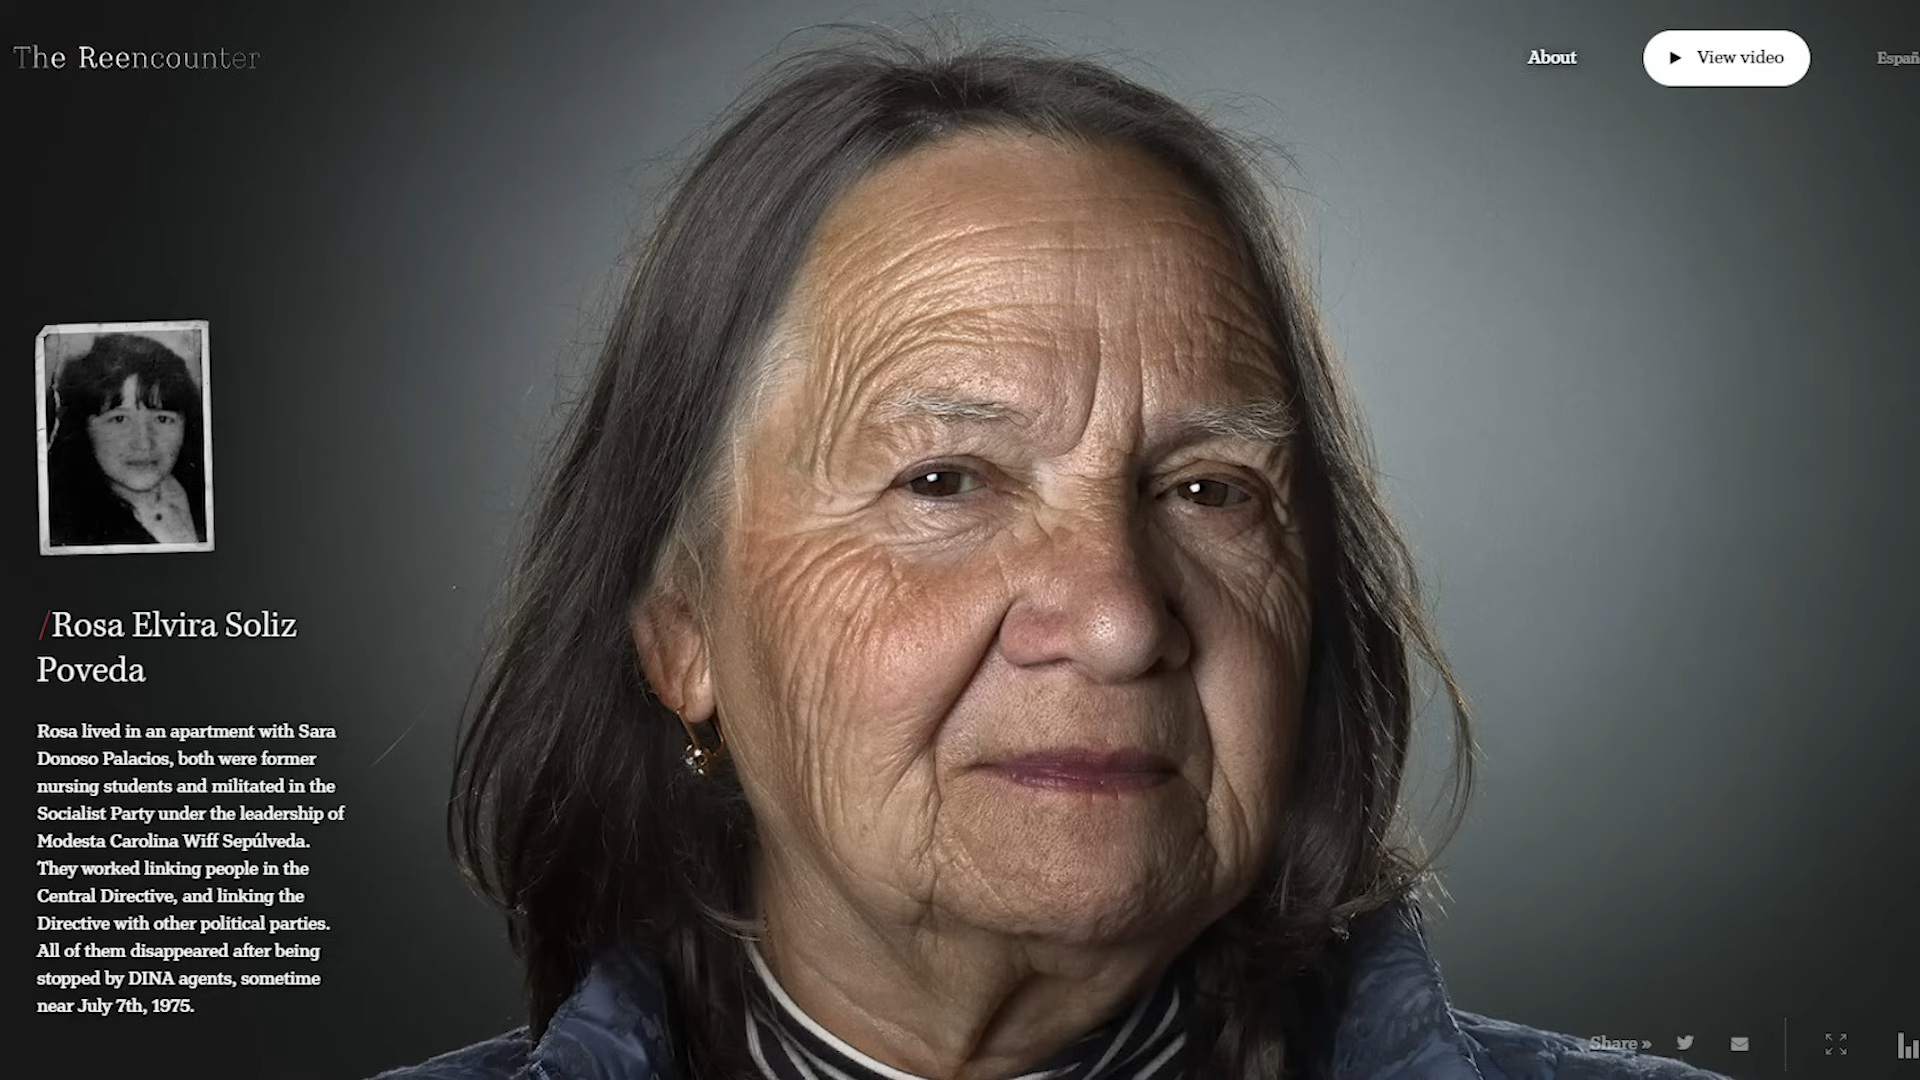 The Reencounter
About
View video
Españ
/Rosa Elvira Soliz
Poveda
Rosa lived in an apartment with Sara
Donoso Palacios, both were former
nursing students and militated in the
Socialist Party under the leadership of
Modesta Carolina Wiff Sepúlveda.
They worked linking people in the
Central Directive, and linking the
Directive with other political parties.
All of them disappeared after being
stopped by DINA agents, sometime
near July 7th, 1975.
Share »